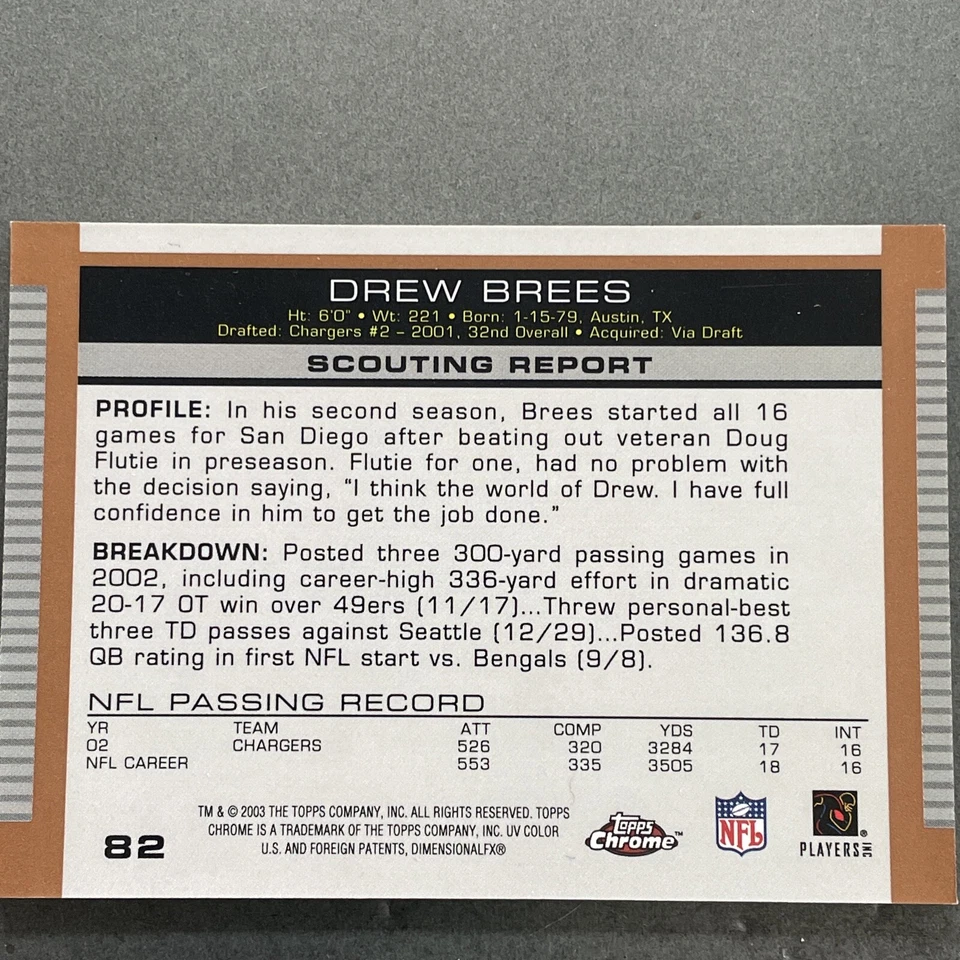 DREW BREES
Ht: 6'0" • Wt: 221 • Born: 1-15-79, Austin, TX
Drafted: Chargers #2 – 2001, 32nd Overall • Acquired: Via Draft
SCOUTING REPORT
PROFILE: In his second season, Brees started all 16
games for San Diego after beating out veteran Doug
Flutie in preseason. Flutie for one, had no problem with
the decision saying, “I think the world of Drew. I have full
confidence in him to get the job done.”
BREAKDOWN: Posted three 300-yard passing games in
2002, including career-high 336-yard effort in dramatic
20-17 OT win over 49ers (11/17)...Threw personal-best
three TD passes against Seattle (12/29)...Posted 136.8
QB rating in first NFL start vs. Bengals (9/8).
NFL PASSING RECORD
YR TEAM ATT COMP YDS TD INT
02 CHARGERS 526 320 3284 17 16
NFL CAREER 553 335 3505 18 16
TM & © 2003 THE TOPPS COMPANY, INC. ALL RIGHTS RESERVED. TOPPS
CHROME IS A TRADEMARK OF THE TOPPS COMPANY, INC. UV COLOR
U.S. AND FOREIGN PATENTS, DIMENSIONALFX®
82
Topps
Chrome™
NFL
PLAYERS INC®